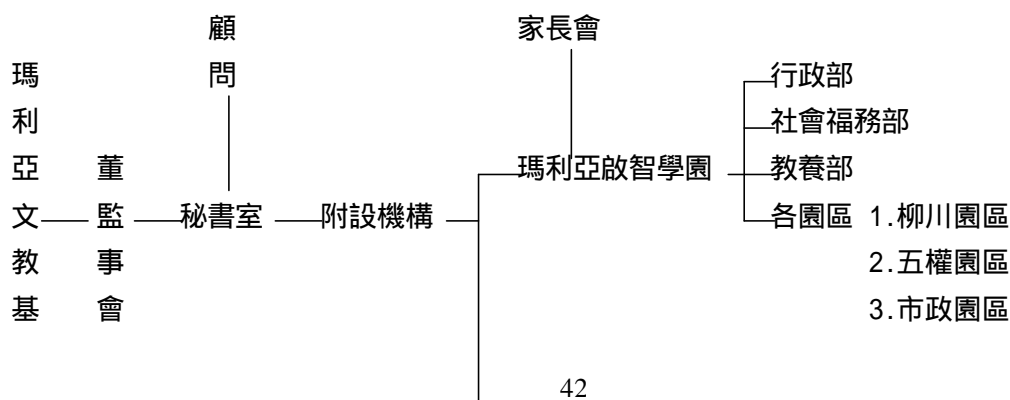 瑪利亞文教基
董監事會
顧問
秘書室
附設機構
家長會
瑪利亞啟智學園
行政部
社會福務部
教養部
各園區 1.柳川園區
2.五權園區
3.市政園區
42